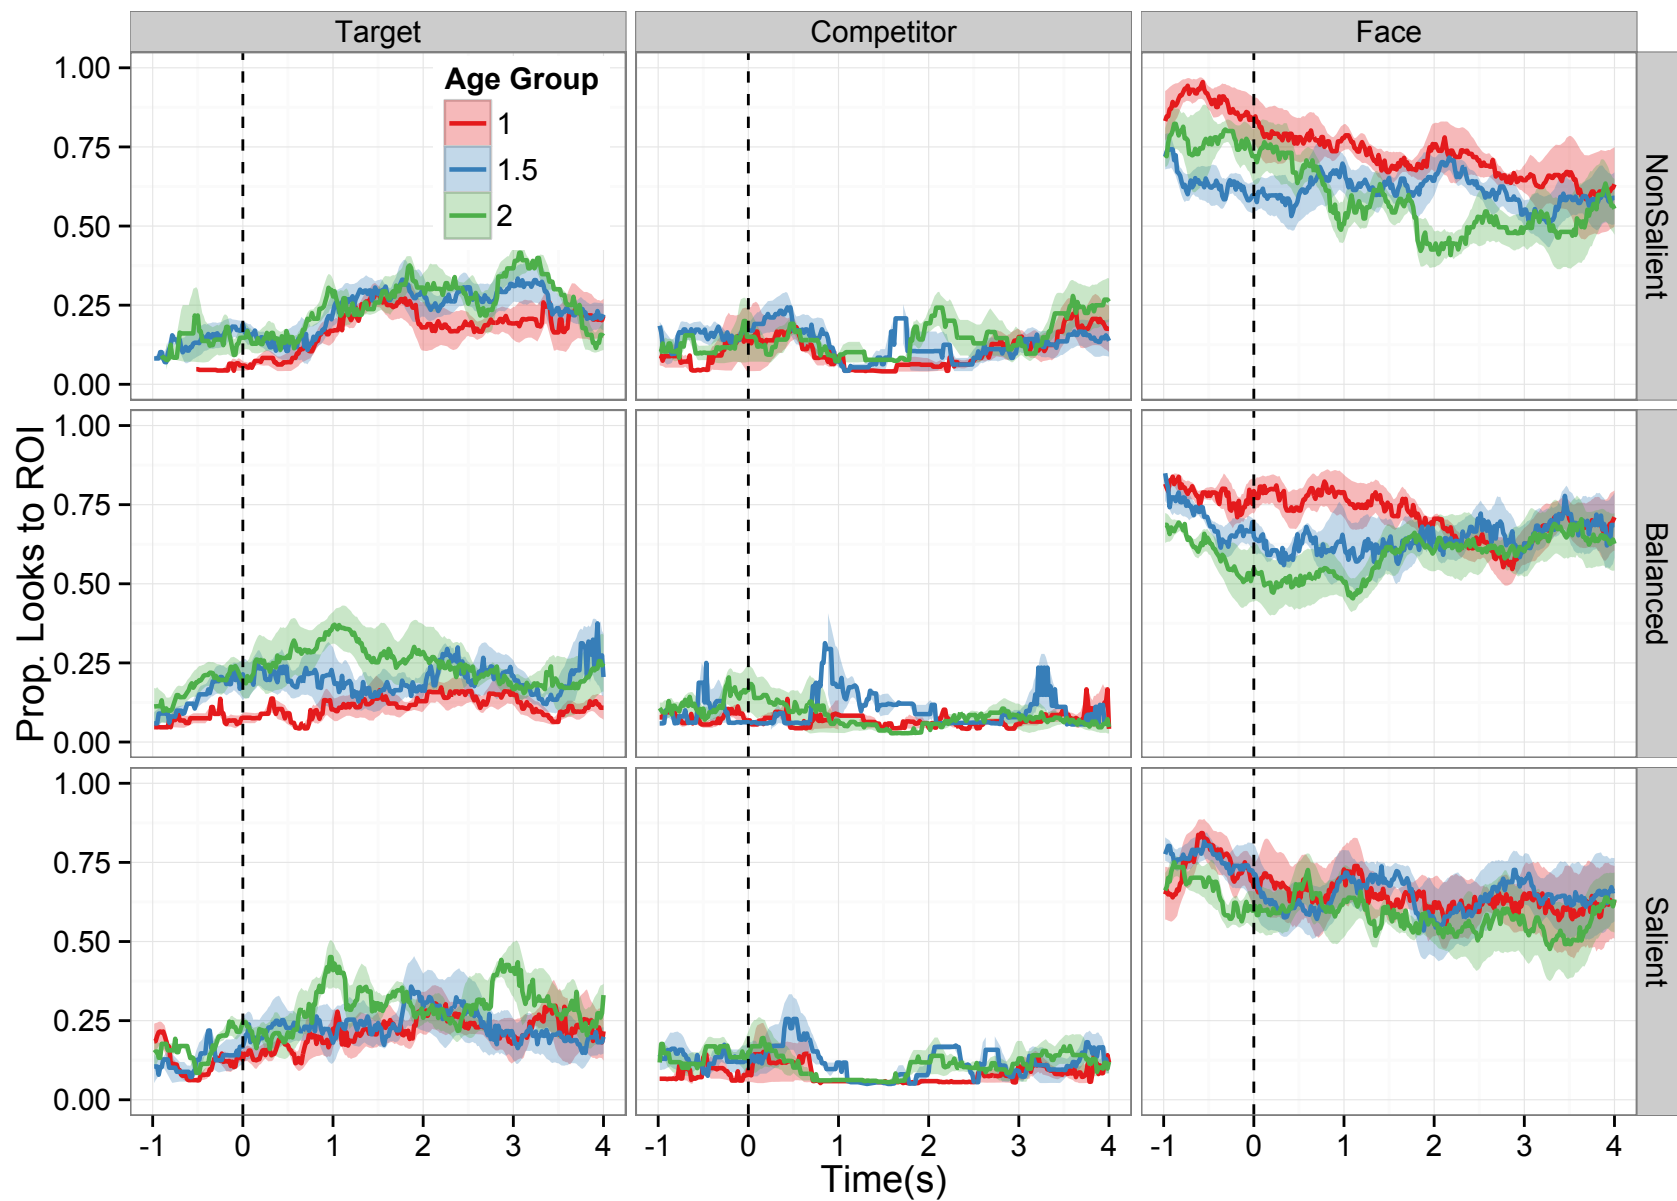 Target Competitor Face
Age Group
1
1.5
2
1.00
0.75
0.50
0.25
0.00
NonSalient
Prop. Looks to ROI
1.00
0.75
0.50
0.25
0.00
Balanced
1.00
0.75
0.50
0.25
0.00
Salient
-1 0 1 2 3 4 -1 0 1 2 3 4 -1 0 1 2 3 4
Time(s)